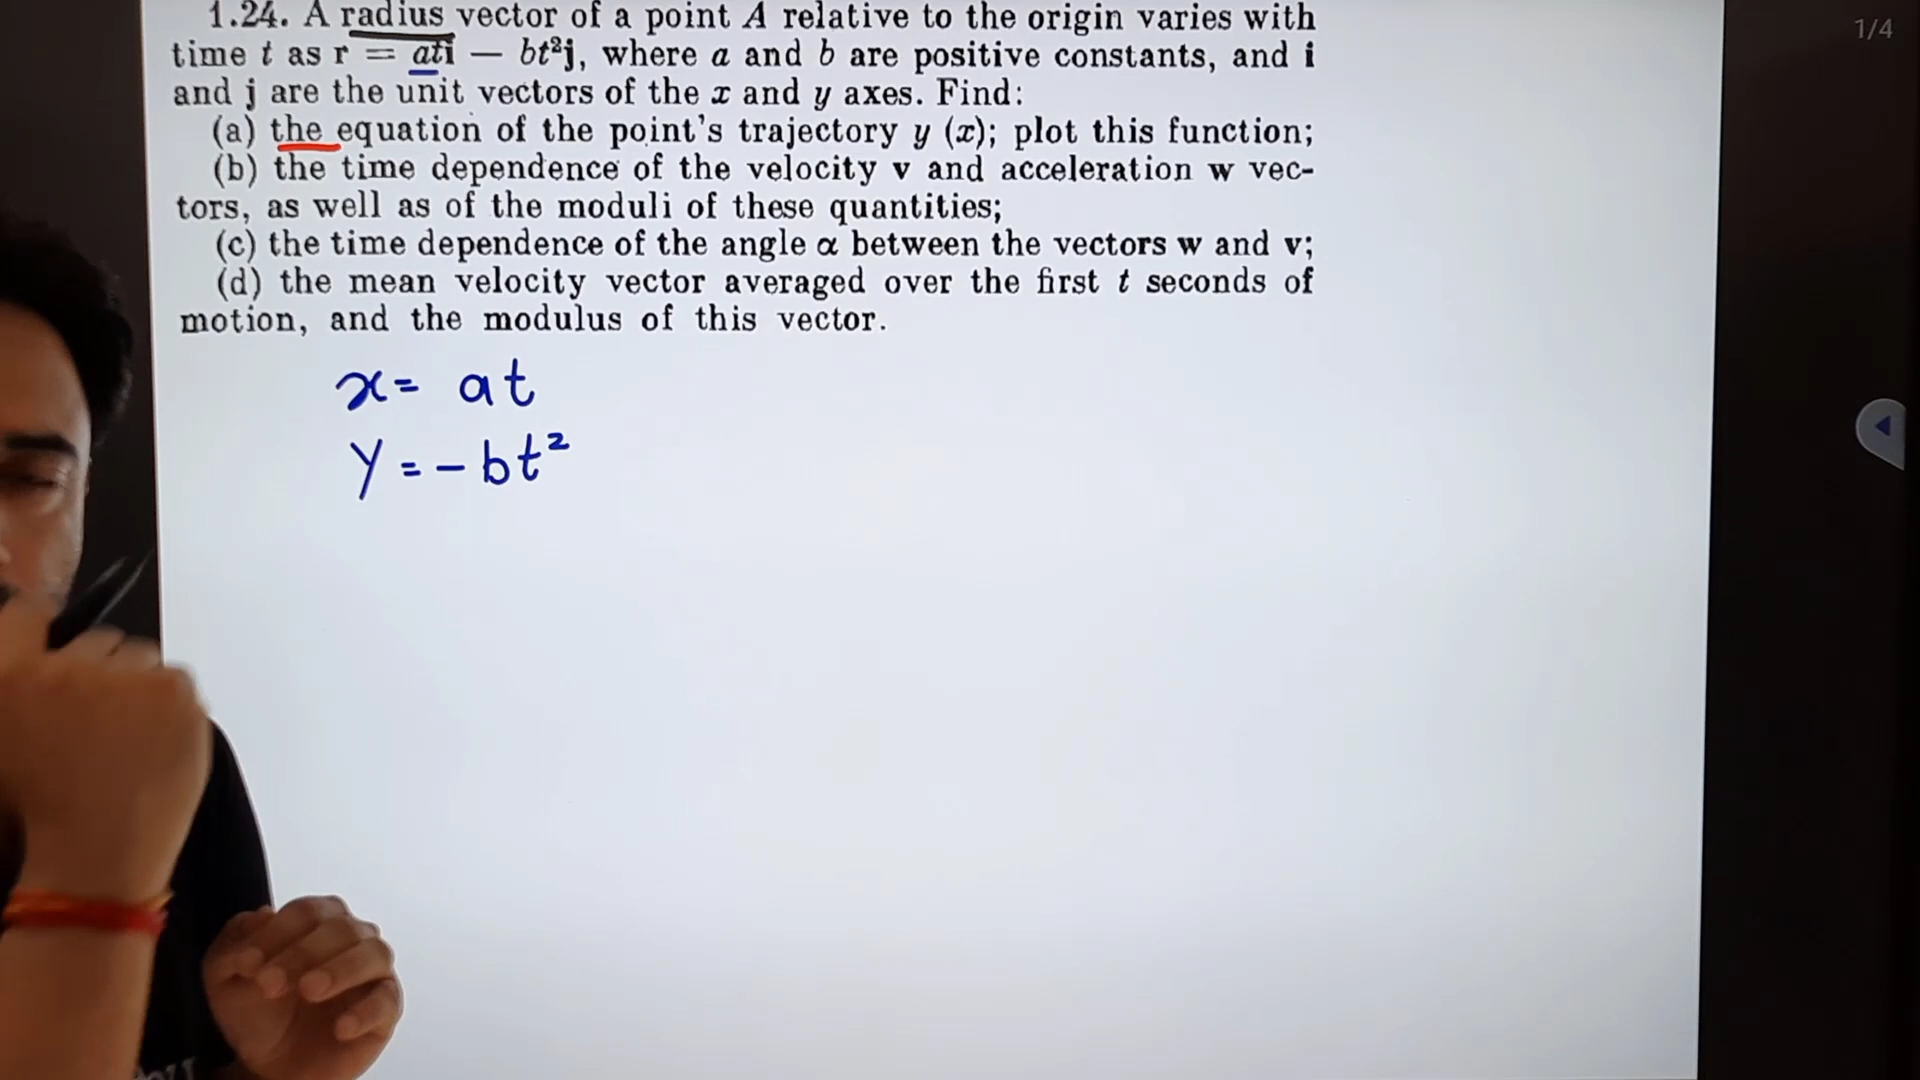 1/4
1.24. A radius vector of a point A relative to the origin varies with
time t as r = ati — bt²j, where a and b are positive constants, and i
and j are the unit vectors of the x and y axes. Find:
(a) the equation of the point's trajectory y (x); plot this function;
(b) the time dependence of the velocity v and acceleration w vec-
tors, as well as of the moduli of these quantities;
(c) the time dependence of the angle α between the vectors w and v;
(d) the mean velocity vector averaged over the first t seconds of
motion, and the modulus of this vector.
x = at
y = - bt²